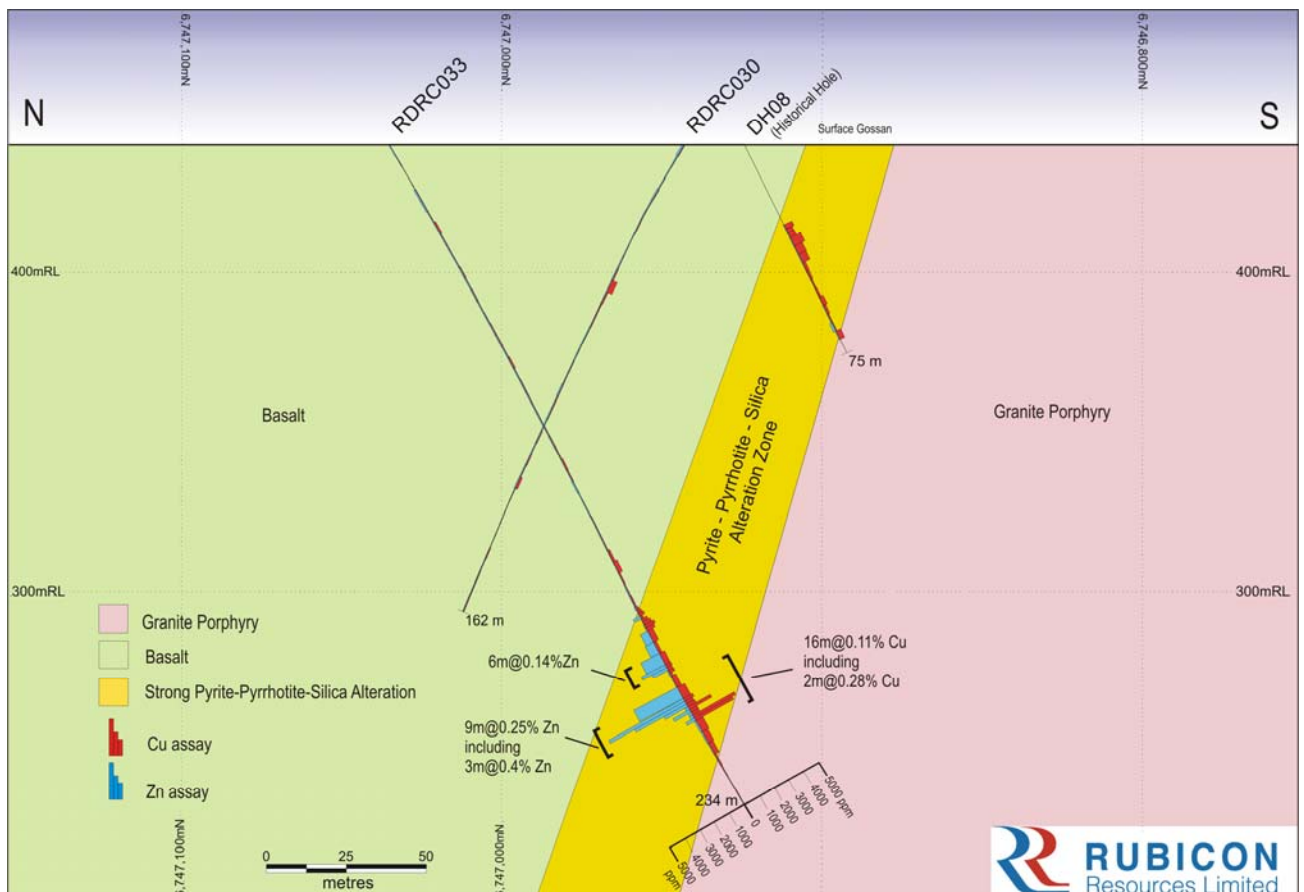 6,747,100mN
6,747,000mN
6,746,800mN
N
RDRC033
RDRC030
DH08
(Historical Hole)
Surface Gossan
S
400mRL
400mRL
75 m
Basalt
Pyrite - Pyrrhotite - Silica
Alteration Zone
Granite Porphyry
300mRL
300mRL
162 m
Granite Porphyry
Basalt
Strong Pyrite-Pyrrhotite-Silica Alteration
Cu assay
Zn assay
6m@0.14%Zn
16m@0.11% Cu
including
2m@0.28% Cu
9m@0.25% Zn
including
3m@0.4% Zn
234 m
5000 ppm
4000
3000
2000
1000
0
1000
2000
3000
4000
5000
ppm
0 25 50
metres
6,747,100mN
6,747,000mN
RUBICON
Resources Limited